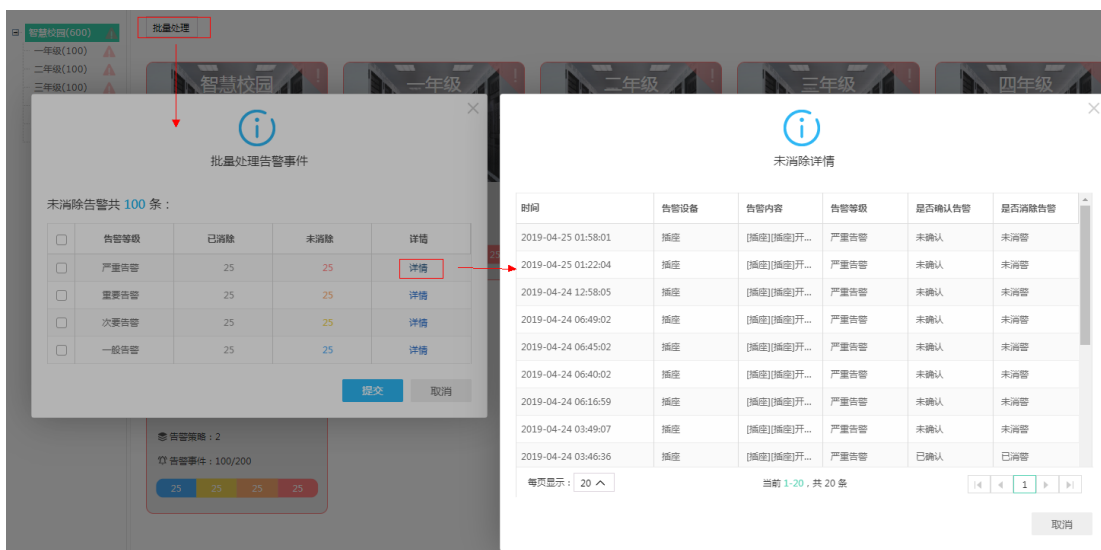 智慧校园(600)
一年级(100)
二年级(100)
三年级(100)
批量处理
智慧校园
一年级
二年级
三年级
四年级
批量处理告警事件
未消除告警共 100 条：
告警等级 已消除 未消除 详情
严重告警 25 25 详情
重要告警 25 25 详情
次要告警 25 25 详情
一般告警 25 25 详情
提交 取消
告警策略：2
告警事件：100/200
25 25 25 25
未消除详情
时间 告警设备 告警内容 告警等级 是否确认告警 是否消除告警
2019-04-25 01:58:01 插座 [插座][插座]开... 严重告警 未确认 未消警
2019-04-25 01:22:04 插座 [插座][插座]开... 严重告警 未确认 未消警
2019-04-24 12:58:05 插座 [插座][插座]开... 严重告警 未确认 未消警
2019-04-24 06:49:02 插座 [插座][插座]开... 严重告警 未确认 未消警
2019-04-24 06:45:02 插座 [插座][插座]开... 严重告警 未确认 未消警
2019-04-24 06:40:02 插座 [插座][插座]开... 严重告警 未确认 未消警
2019-04-24 06:16:59 插座 [插座][插座]开... 严重告警 未确认 未消警
2019-04-24 03:49:07 插座 [插座][插座]开... 严重告警 未确认 未消警
2019-04-24 03:46:36 插座 [插座][插座]开... 严重告警 已确认 已消警
每页显示： 20 当前 1-20，共 20 条 1
取消